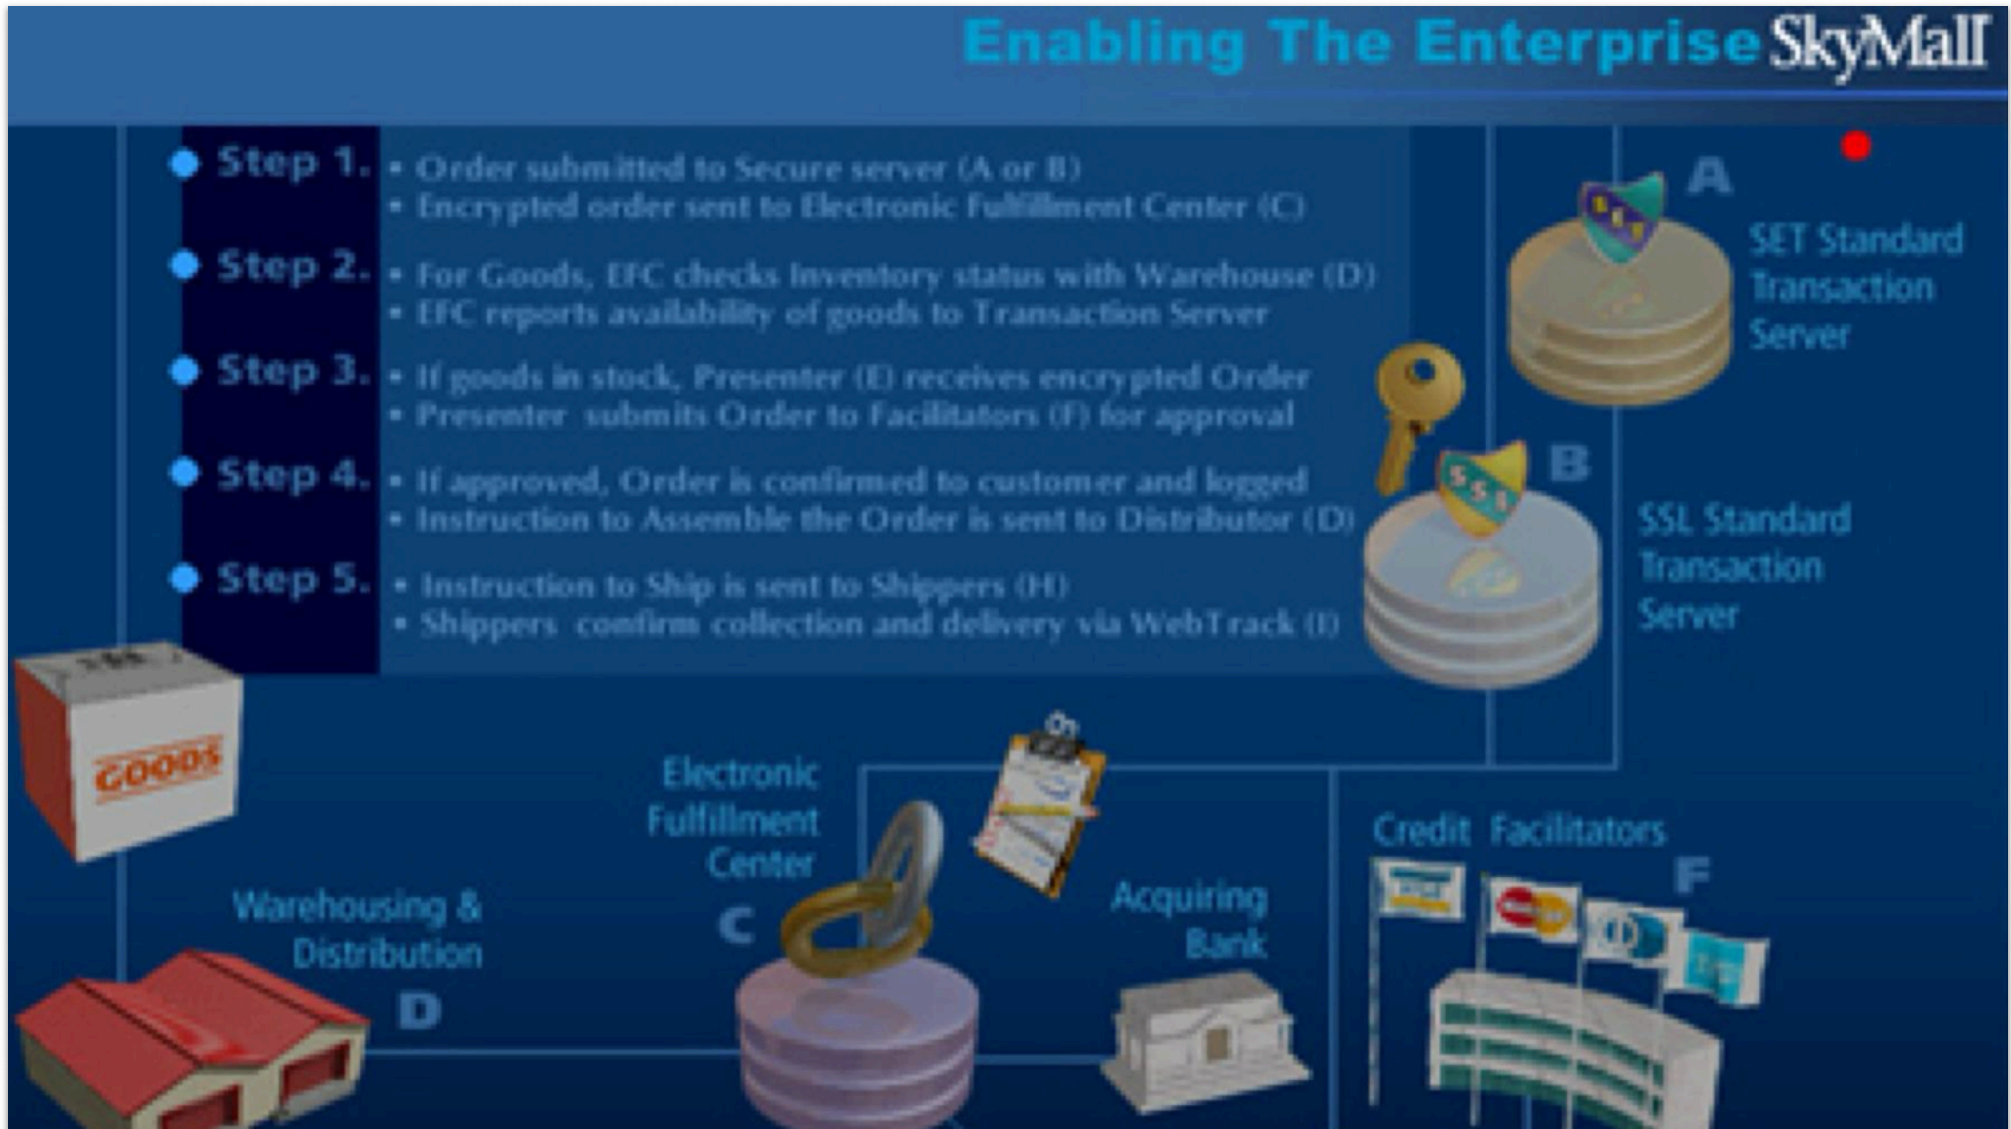 Enabling The Enterprise SkyMall
Step 1.
• Order submitted to Secure server (A or B)
• Encrypted order sent to Electronic Fulfillment Center (C)
Step 2.
• For Goods, EFC checks Inventory status with Warehouse (D)
• EFC reports availability of goods to Transaction Server
Step 3.
• If goods in stock, Presenter (E) receives encrypted Order
• Presenter submits Order to Facilitators (F) for approval
Step 4.
• If approved, Order is confirmed to customer and logged
• Instruction to Assemble the Order is sent to Distributor (D)
Step 5.
• Instruction to Ship is sent to Shippers (H)
• Shippers confirm collection and delivery via WebTrack (I)
A
SET
SET Standard
Transaction
Server
B
SSL
SSL Standard
Transaction
Server
GOODS
Electronic
Fulfillment
Center
C
Warehousing &
Distribution
D
Acquiring
Bank
Credit Facilitators
F